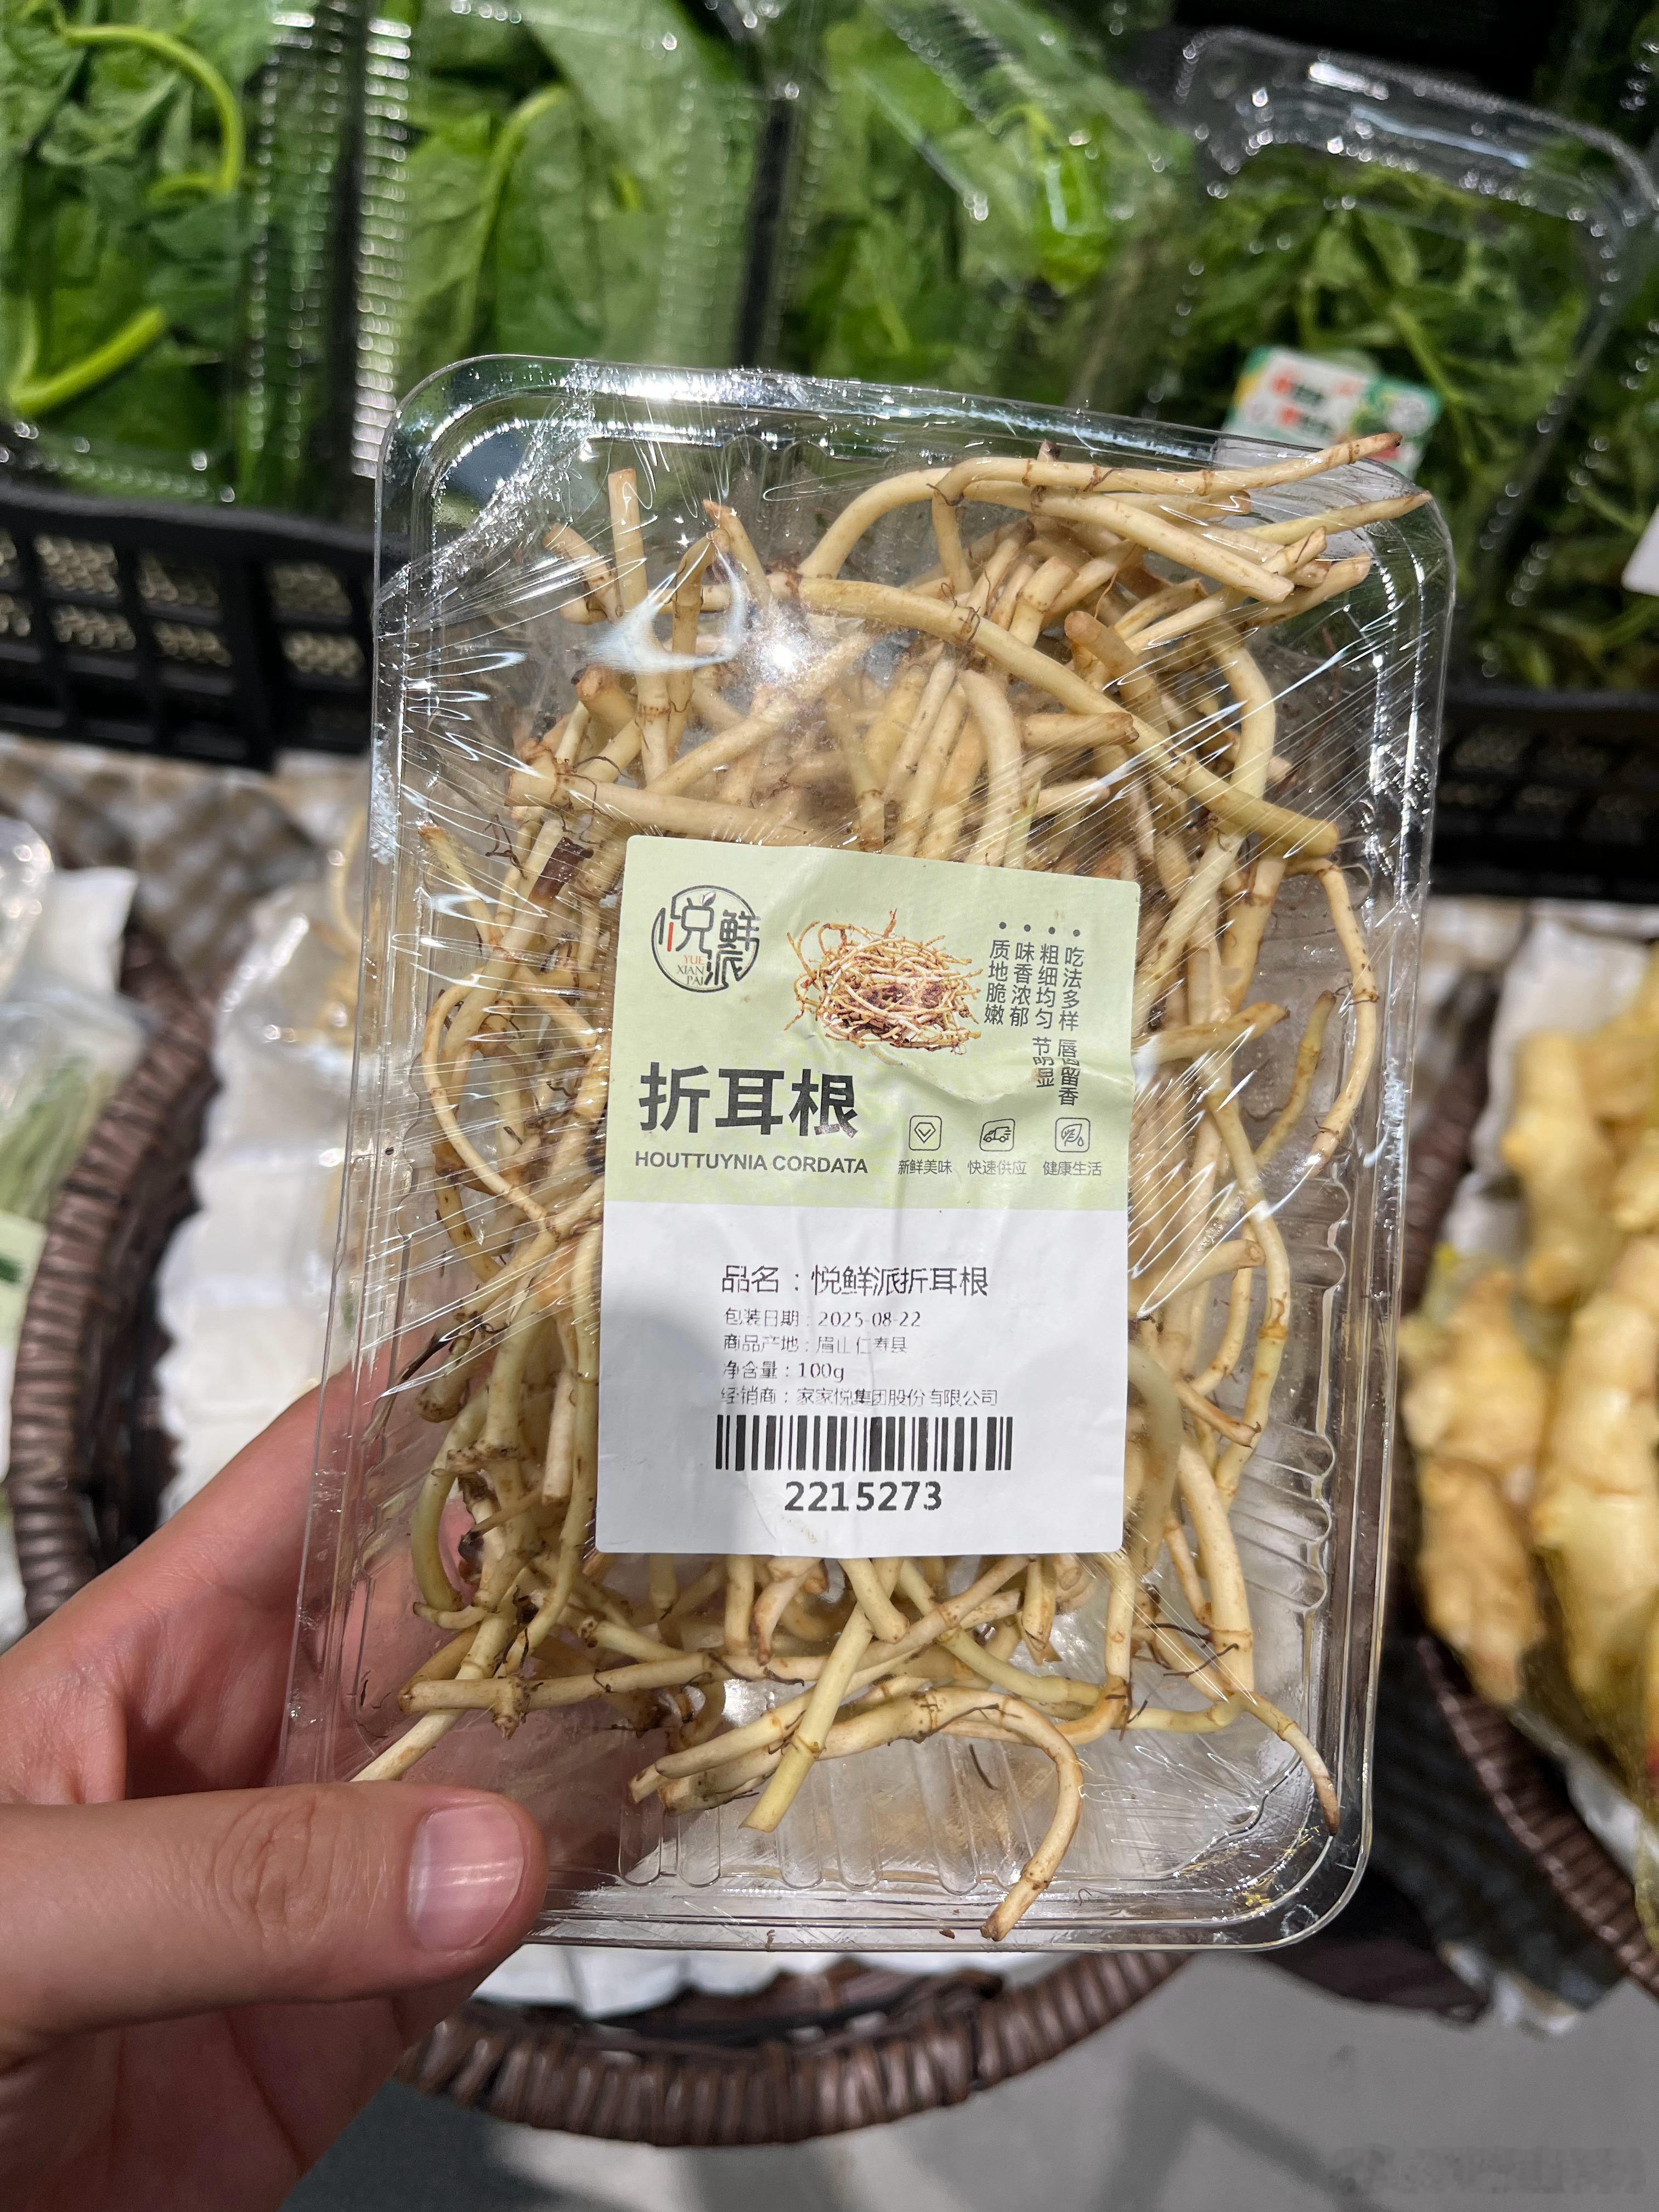 悦鲜派
YUE
XIAN
PAI
吃法多样 唇留香
粗细均匀 节明显
味香浓郁
质地脆嫩
折耳根
HOUTTUYNIA CORDATA
新鲜美味 快速供应 健康生活
品名：悦鲜派折耳根
包装日期：2025-08-22
商品产地：眉山仁寿县
净含量：100g
经销商：家家悦集团股份有限公司
2215273